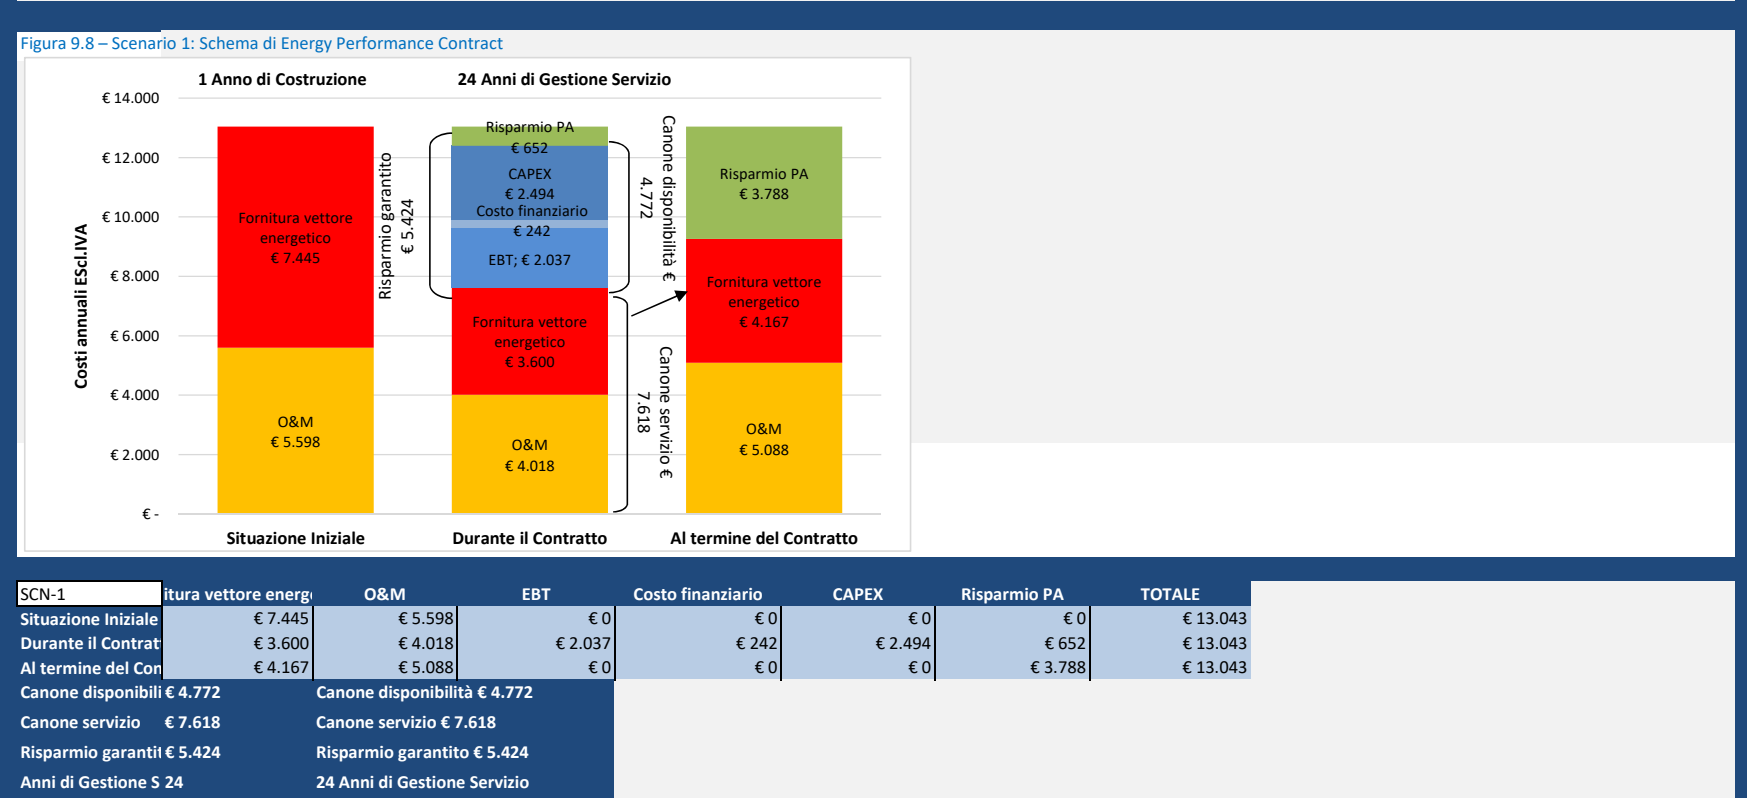 Figura 9.8 – Scenario 1: Schema di Energy Performance Contract
1 Anno di Costruzione
24 Anni di Gestione Servizio
Costi annuali EScl.IVA
€ 14.000
€ 12.000
€ 10.000
€ 8.000
€ 6.000
€ 4.000
€ 2.000
€ -
Fornitura vettore
energetico
€ 7.445
O&M
€ 5.598
Risparmio garantito
€ 5.424
Risparmio PA
€ 652
CAPEX
€ 2.494
Costo finanziario
€ 242
EBT; € 2.037
Fornitura vettore
energetico
€ 3.600
O&M
€ 4.018
Canone disponibilità €
4.772
Canone servizio €
7.618
Risparmio PA
€ 3.788
Fornitura vettore
energetico
€ 4.167
O&M
€ 5.088
Situazione Iniziale
Durante il Contratto
Al termine del Contratto
SCN-1 itura vettore energ O&M EBT Costo finanziario CAPEX Risparmio PA TOTALE
Situazione Iniziale € 7.445 € 5.598 € 0 € 0 € 0 € 0 € 13.043
Durante il Contrat € 3.600 € 4.018 € 2.037 € 242 € 2.494 € 652 € 13.043
Al termine del Con € 4.167 € 5.088 € 0 € 0 € 0 € 3.788 € 13.043
Canone disponibili € 4.772 Canone disponibilità € 4.772
Canone servizio € 7.618 Canone servizio € 7.618
Risparmio garantit € 5.424 Risparmio garantito € 5.424
Anni di Gestione S 24 24 Anni di Gestione Servizio